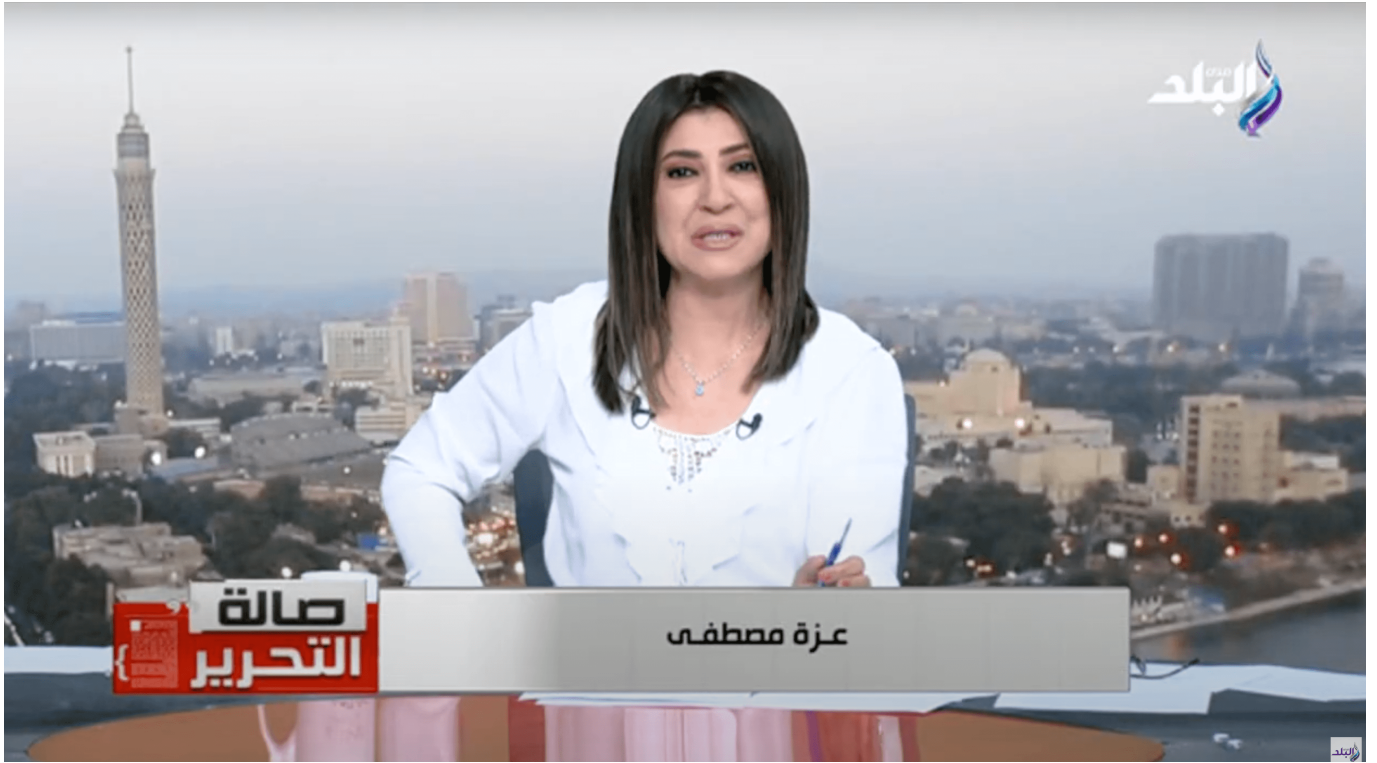 صدى
البلد
عزة مصطفى
صالة
التحرير
البلد